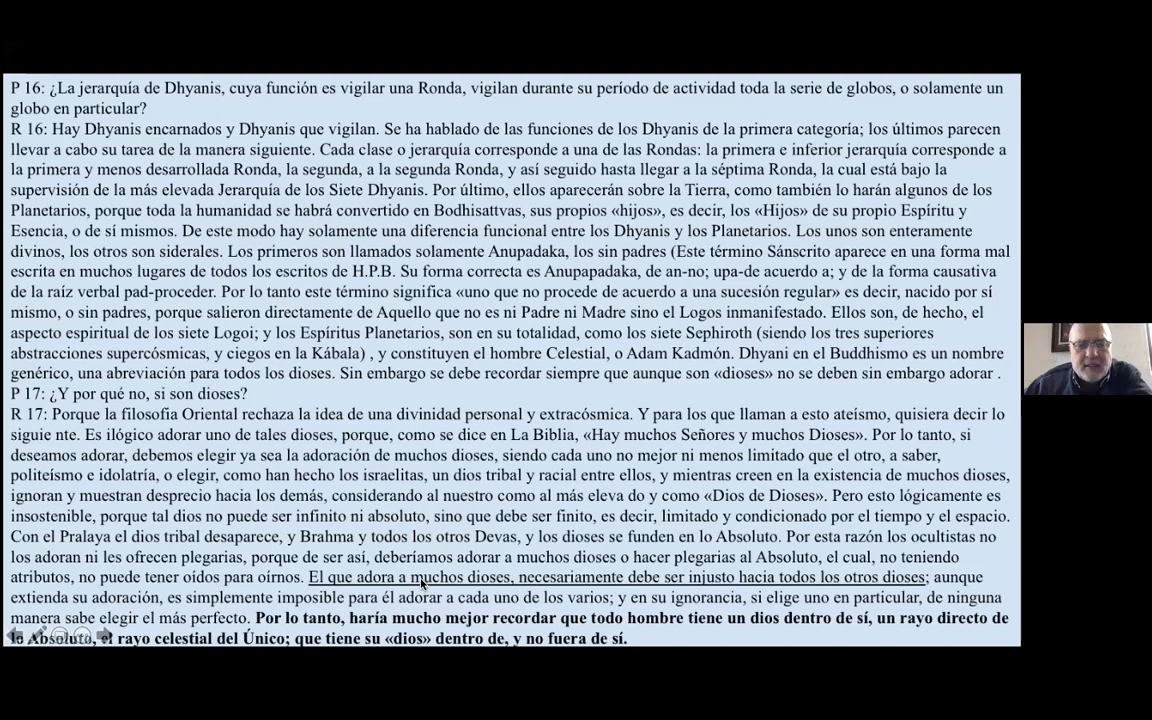 P 16: ¿La jerarquía de Dhyanis, cuya función es vigilar una Ronda, vigilan durante su período de actividad toda la serie de globos, o solamente un
globo en particular?
R 16: Hay Dhyanis encarnados y Dhyanis que vigilan. Se ha hablado de las funciones de los Dhyanis de la primera categoría; los últimos parecen
llevar a cabo su tarea de la manera siguiente. Cada clase o jerarquía corresponde a una de las Rondas: la primera e inferior jerarquía corresponde a
la primera y menos desarrollada Ronda, la segunda, a la segunda Ronda, y así seguido hasta llegar a la séptima Ronda, la cual está bajo la
supervisión de la más elevada Jerarquía de los Siete Dhyanis. Por último, ellos aparecerán sobre la Tierra, como también lo harán algunos de los
Planetarios, porque toda la humanidad se habrá convertido en Bodhisattvas, sus propios «hijos», es decir, los «Hijos» de su propio Espíritu y
Esencia, o de sí mismos. De este modo hay solamente una diferencia funcional entre los Dhyanis y los Planetarios. Los unos son enteramente
divinos, los otros son siderales. Los primeros son llamados solamente Anupadaka, los sin padres (Este término Sánscrito aparece en una forma mal
escrita en muchos lugares de todos los escritos de H.P.B. Su forma correcta es Anupapadaka, de an-no; upa-de acuerdo a; y de la forma causativa
de la raíz verbal pad-proceder. Por lo tanto este término significa «uno que no procede de acuerdo a una sucesión regular» es decir, nacido por sí
mismo, o sin padres, porque salieron directamente de Aquello que no es ni Padre ni Madre sino el Logos inmanifestado. Ellos son, de hecho, el
aspecto espiritual de los siete Logoi; y los Espíritus Planetarios, son en su totalidad, como los siete Sephiroth (siendo los tres superiores
abstracciones supercósmicas, y ciegos en la Kábala) , y constituyen el hombre Celestial, o Adam Kadmón. Dhyani en el Buddhismo es un nombre
genérico, una abreviación para todos los dioses. Sin embargo se debe recordar siempre que aunque son «dioses» no se deben sin embargo adorar .
P 17: ¿Y por qué no, si son dioses?
R 17: Porque la filosofia Oriental rechaza la idea de una divinidad personal y extracósmica. Y para los que llaman a esto ateísmo, quisiera decir lo
siguie nte. Es ilógico adorar uno de tales dioses, porque, como se dice en La Biblia, «Hay muchos Señores y muchos Dioses». Por lo tanto, si
deseamos adorar, debemos elegir ya sea la adoración de muchos dioses, siendo cada uno no mejor ni menos limitado que el otro, a saber,
politeísmo e idolatría, o elegir, como han hecho los israelitas, un dios tribal y racial entre ellos, y mientras creen en la existencia de muchos dioses,
ignoran y muestran desprecio hacia los demás, considerando al nuestro como al más eleva do y como «Dios de Dioses». Pero esto lógicamente es
insostenible, porque tal dios no puede ser infinito ni absoluto, sino que debe ser finito, es decir, limitado y condicionado por el tiempo y el espacio.
Con el Pralaya el dios tribal desaparece, y Brahma y todos los otros Devas, y los dioses se funden en lo Absoluto. Por esta razón los ocultistas no
los adoran ni les ofrecen plegarias, porque de ser así, deberíamos adorar a muchos dioses o hacer plegarias al Absoluto, el cual, no teniendo
atributos, no puede tener oídos para oírnos. El que adora a muchos dioses, necesariamente debe ser injusto hacia todos los otros dioses; aunque
extienda su adoración, es simplemente imposible para él adorar a cada uno de los varios; y en su ignorancia, si elige uno en particular, de ninguna
manera sabe elegir el más perfecto. Por lo tanto, haría mucho mejor recordar que todo hombre tiene un dios dentro de sí, un rayo directo de
lo Absoluto, el rayo celestial del Único; que tiene su «dios» dentro de, y no fuera de sí.